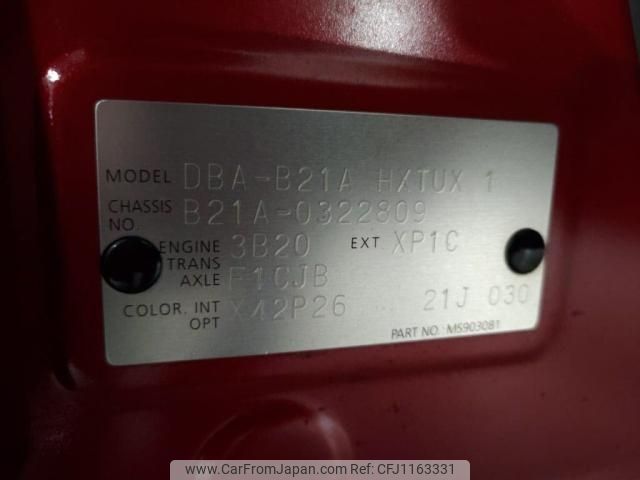 MODEL DBA-B21A HXTUX 1
CHASSIS NO. B21A-0322809
ENGINE 3B20 EXT. XP1C
TRANS AXLE F1CJB
COLOR. INT OPT X42P26 21J 030
PART NO. MS903081
www.CarFromJapan.com - CFJ1163331